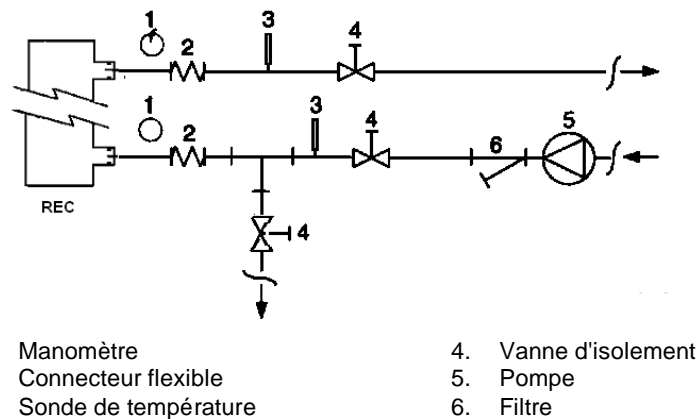 1
2
3
4
1
2
3
4
5
6
REC
4
Manomètre
4. Vanne d'isolement
Connecteur flexible
5. Pompe
Sonde de température
6. Filtre